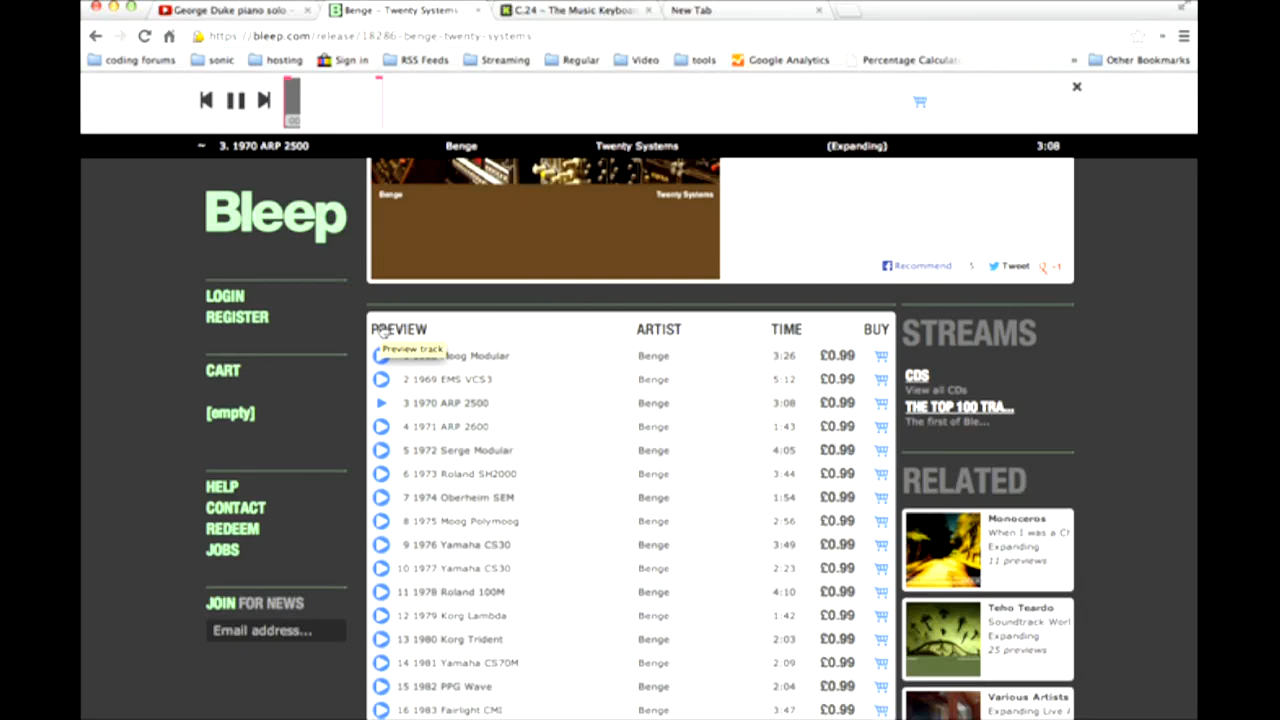 George Duke piano solo -
Benge – Twenty Systems
C.24 – The Music Keyboar
New Tab
https://bleep.com/release/18286-benge-twenty-systems
coding forums
sonic
hosting
Sign in
RSS Feeds
Streaming
Regular
Video
tools
Google Analytics
Percentage Calculat
Other Bookmarks
~ 3. 1970 ARP 2500 Benge Twenty Systems (Expanding) 3:08
Bleep
LOGIN
REGISTER
CART
[empty]
HELP
CONTACT
REDEEM
JOBS
JOIN FOR NEWS
Email address...
Benge Twenty Systems
Recommend 5 Tweet
PREVIEW ARTIST TIME BUY
Preview track
Moog Modular Benge 3:26 £0.99
2 1969 EMS VCS3 Benge 5:12 £0.99
3 1970 ARP 2500 Benge 3:08 £0.99
4 1971 ARP 2600 Benge 1:43 £0.99
5 1972 Serge Modular Benge 4:05 £0.99
6 1973 Roland SH2000 Benge 3:44 £0.99
7 1974 Oberheim SEM Benge 1:54 £0.99
8 1975 Moog Polymoog Benge 2:56 £0.99
9 1976 Yamaha CS30 Benge 3:49 £0.99
10 1977 Yamaha CS30 Benge 2:23 £0.99
11 1978 Roland 100M Benge 4:10 £0.99
12 1979 Korg Lambda Benge 1:42 £0.99
13 1980 Korg Trident Benge 2:03 £0.99
14 1981 Yamaha CS70M Benge 2:09 £0.99
15 1982 PPG Wave Benge 2:04 £0.99
16 1983 Fairlight CMI Benge 3:47 £0.99
STREAMS
CDS
View all CDs
THE TOP 100 TRA...
The first of Ble...
RELATED
Monoceros
When I was a Ch
Expanding
11 previews
Teho Teardo
Soundtrack Worl
Expanding
25 previews
Various Artists
Expanding Live A